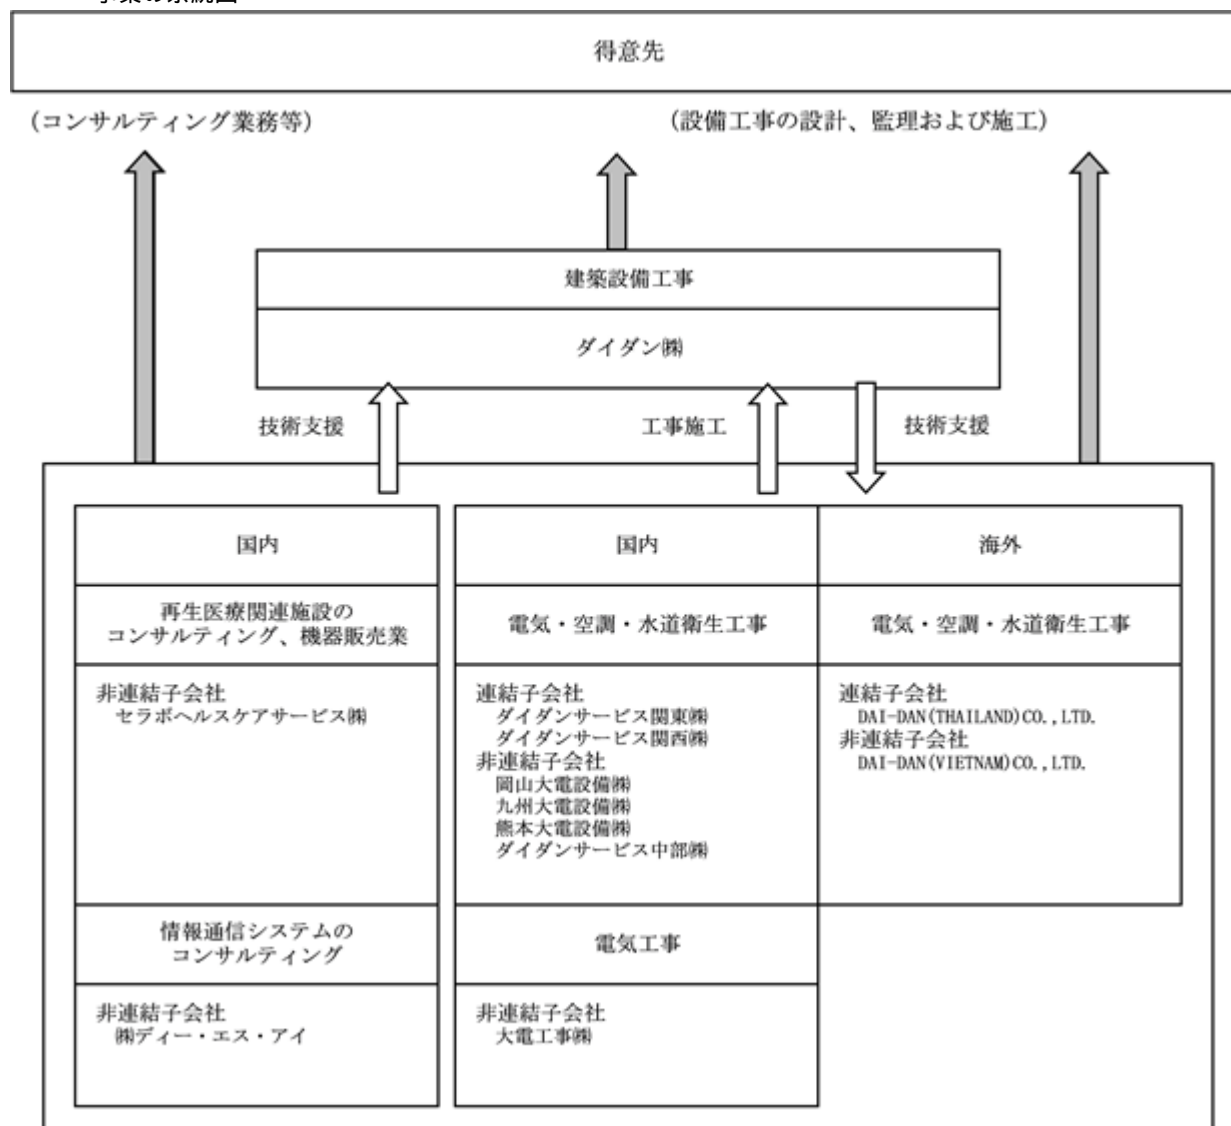 事業の系統図
得意先
(コンサルティング業務等)
(設備工事の設計、監理および施工)
建築設備工事
ダイダン㈱
技術支援
工事施工
技術支援
国内
再生医療関連施設の
コンサルティング、機器販売業
非連結子会社
セラボヘルスケアサービス㈱
情報通信システムの
コンサルティング
非連結子会社
㈱ディー・エス・アイ
国内
電気・空調・水道衛生工事
連結子会社
ダイダンサービス関東㈱
ダイダンサービス関西㈱
非連結子会社
岡山大電設備㈱
九州大電設備㈱
熊本大電設備㈱
ダイダンサービス中部㈱
電気工事
非連結子会社
大電工事㈱
海外
電気・空調・水道衛生工事
連結子会社
DAI-DAN(THAILAND)CO.,LTD.
非連結子会社
DAI-DAN(VIETNAM)CO.,LTD.